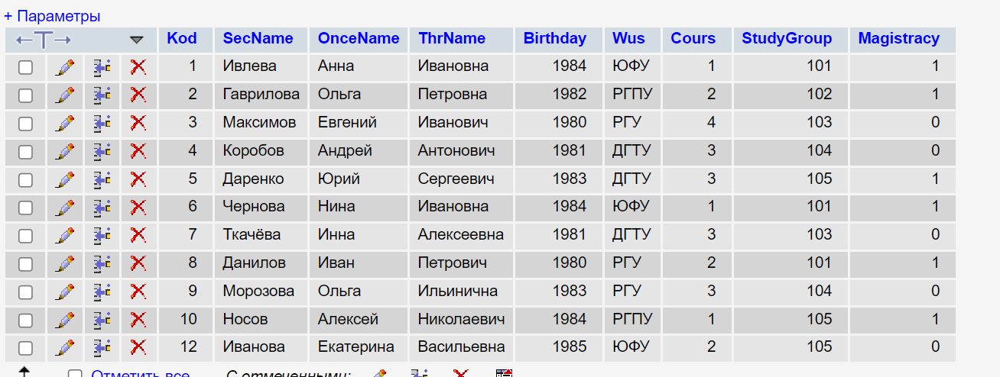 + Параметры
Kod SecName OnceName ThrName Birthday Wus Cours StudyGroup Magistracy
1 Ивлева Анна Ивановна 1984 ЮФУ 1 101 1
2 Гаврилова Ольга Петровна 1982 РГПУ 2 102 1
3 Максимов Евгений Иванович 1980 РГУ 4 103 0
4 Коробов Андрей Антонович 1981 ДГТУ 3 104 0
5 Даренко Юрий Сергеевич 1983 ДГТУ 3 105 1
6 Чернова Нина Ивановна 1984 ЮФУ 1 101 1
7 Ткачёва Инна Алексеевна 1981 ДГТУ 3 103 0
8 Данилов Иван Петрович 1980 РГУ 2 101 1
9 Морозова Ольга Ильинична 1983 РГУ 3 104 0
10 Носов Алексей Николаевич 1984 РГПУ 1 105 1
12 Иванова Екатерина Васильевна 1985 ЮФУ 2 105 0
Отметить все С отмеченными: